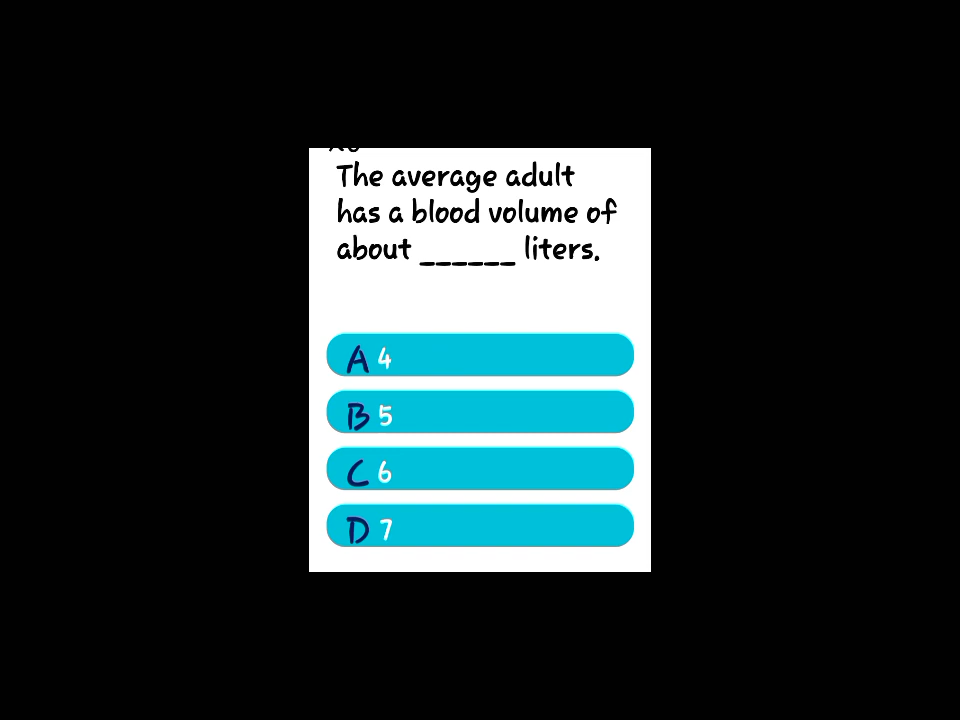 The average adult
has a blood volume of
about ______ liters.
A 4
B 5
C 6
D 7